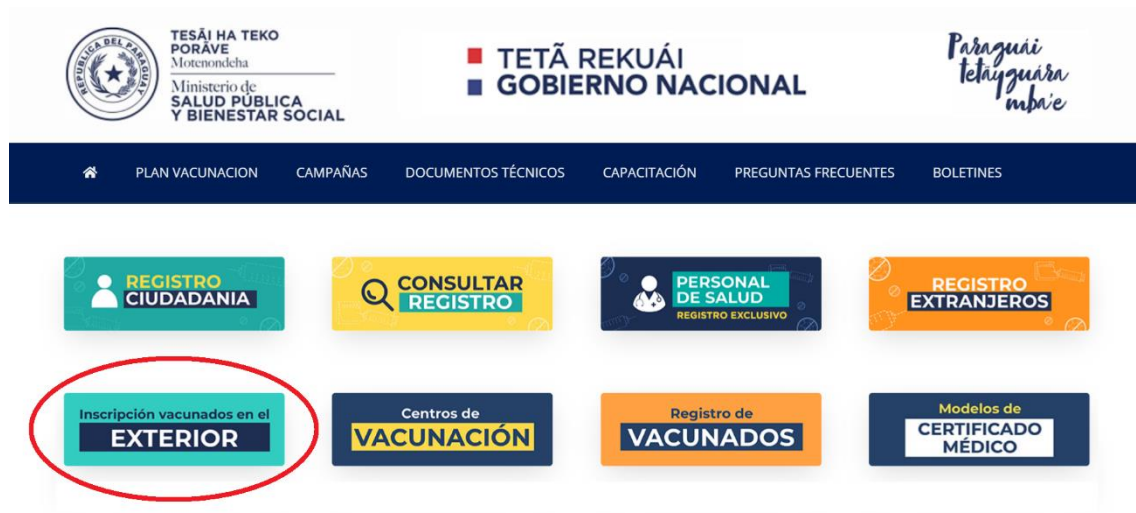 REPUBLICA DEL PARAGUAY
TESÃI HA TEKO
PORÃVE
Motenondeha
Ministerio de
SALUD PÚBLICA
Y BIENESTAR SOCIAL
TETÃ REKUÁI
GOBIERNO NACIONAL
Paraguái
tetãyguára
mba'e
PLAN VACUNACION CAMPAÑAS DOCUMENTOS TÉCNICOS CAPACITACIÓN PREGUNTAS FRECUENTES BOLETINES
REGISTRO
CIUDADANIA
CONSULTAR
REGISTRO
PERSONAL
DE SALUD
REGISTRO EXCLUSIVO
REGISTRO
EXTRANJEROS
Inscripción vacunados en el
EXTERIOR
Centros de
VACUNACIÓN
Registro de
VACUNADOS
Modelos de
CERTIFICADO
MÉDICO